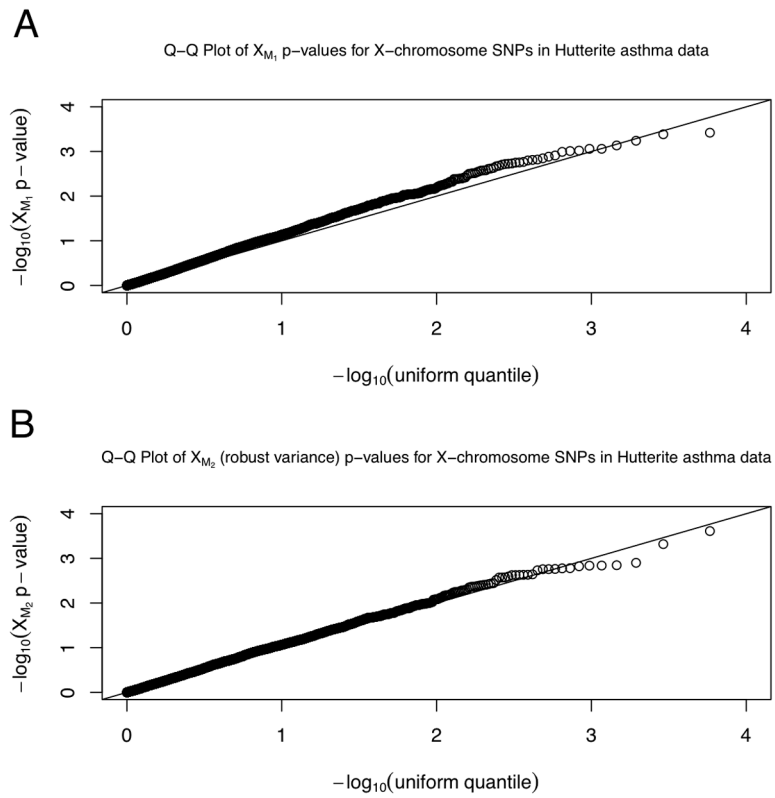 A
Q−Q Plot of XM1 p−values for X−chromosome SNPs in Hutterite asthma data
−log10(XM1 p−value)
4
3
2
1
0
0 1 2 3 4
−log10(uniform quantile)
B
Q−Q Plot of XM2 (robust variance) p−values for X−chromosome SNPs in Hutterite asthma data
−log10(XM2 p−value)
4
3
2
1
0
0 1 2 3 4
−log10(uniform quantile)